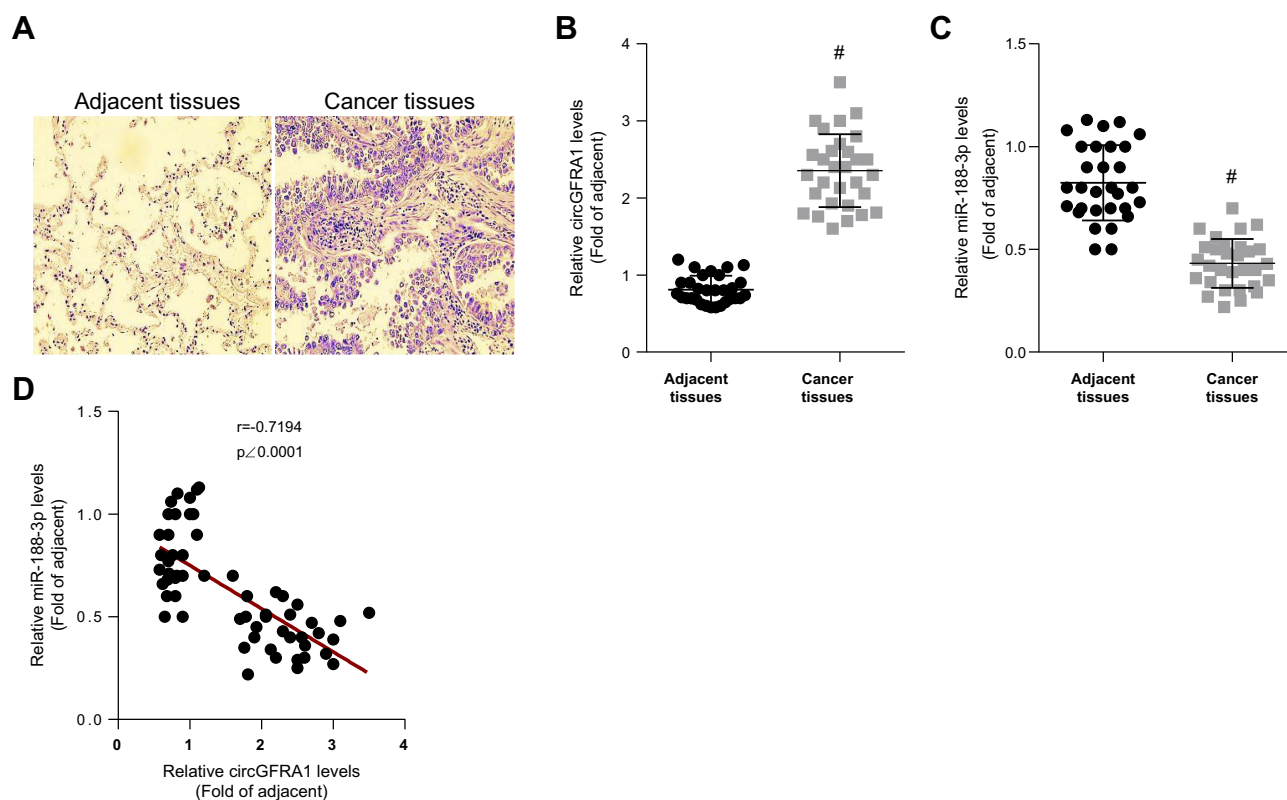 A
Adjacent tissues
Cancer tissues
B
Relative circGFRA1 levels
(Fold of adjacent)
4
3
2
1
0
#
Adjacent
tissues
Cancer
tissues
C
Relative miR-188-3p levels
(Fold of adjacent)
1.5
1.0
0.5
0.0
#
Adjacent
tissues
Cancer
tissues
D
Relative miR-188-3p levels
(Fold of adjacent)
1.5
1.0
0.5
0.0
r=-0.7194
p∠0.0001
0
1
2
3
4
Relative circGFRA1 levels
(Fold of adjacent)